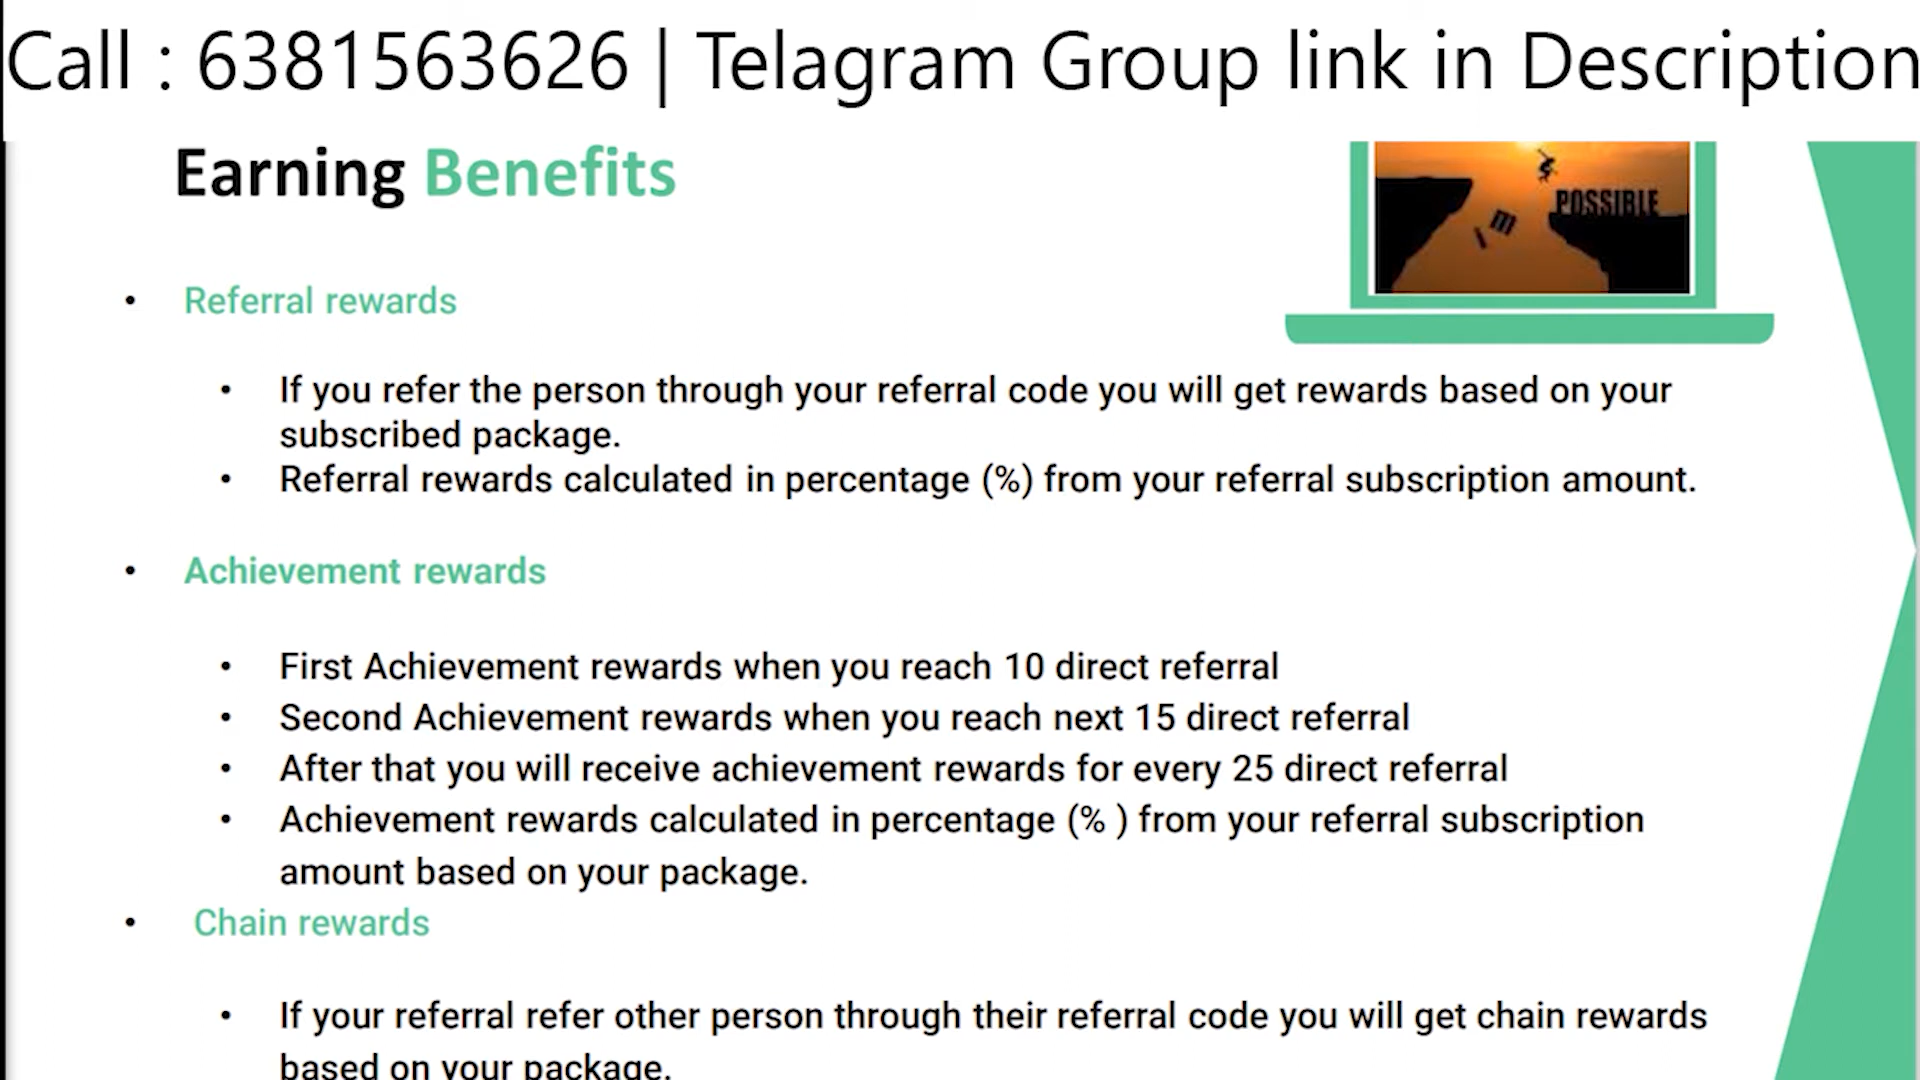 Call : 6381563626 | Telagram Group link in Description
Earning Benefits
POSSIBLE
I
m
• Referral rewards
• If you refer the person through your referral code you will get rewards based on your
subscribed package.
• Referral rewards calculated in percentage (%) from your referral subscription amount.
• Achievement rewards
• First Achievement rewards when you reach 10 direct referral
• Second Achievement rewards when you reach next 15 direct referral
• After that you will receive achievement rewards for every 25 direct referral
• Achievement rewards calculated in percentage (% ) from your referral subscription
amount based on your package.
• Chain rewards
• If your referral refer other person through their referral code you will get chain rewards
based on your package.